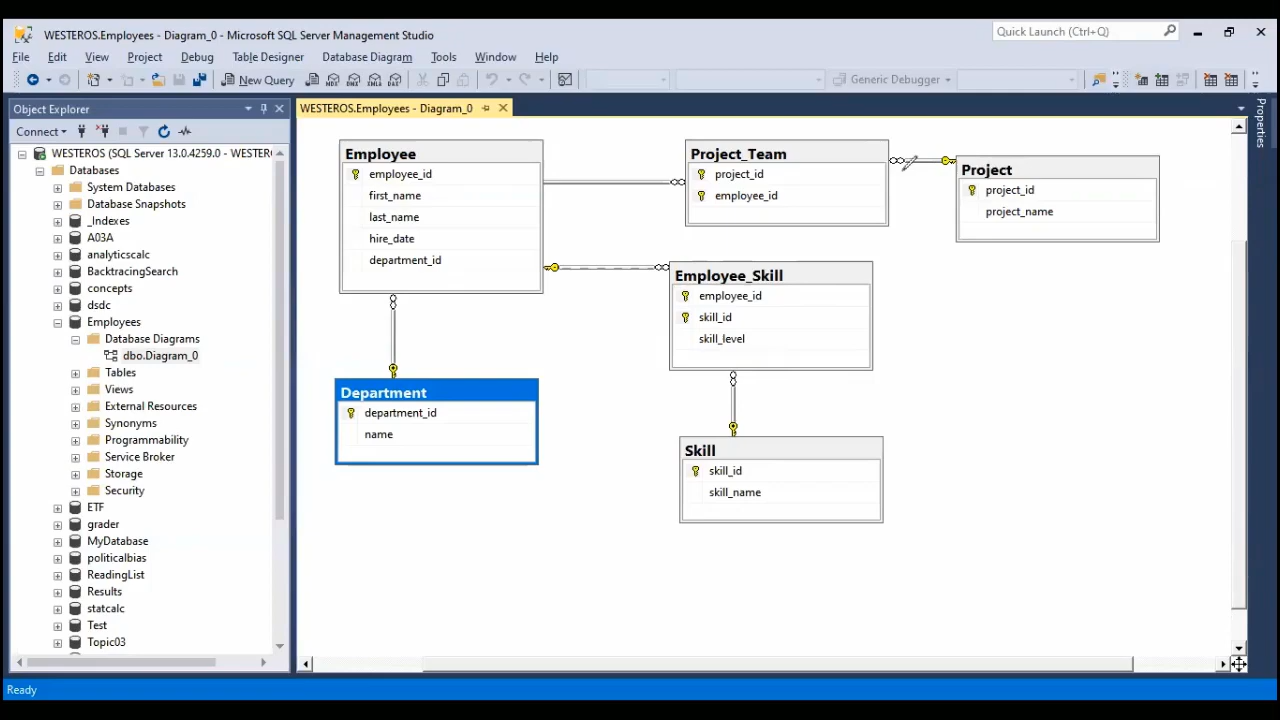 WESTEROS.Employees - Diagram_0 - Microsoft SQL Server Management Studio
Quick Launch (Ctrl+Q)
File Edit View Project Debug Table Designer Database Diagram Tools Window Help
New Query
Generic Debugger
Object Explorer
WESTEROS.Employees - Diagram_0
Properties
Connect
WESTEROS (SQL Server 13.0.4259.0 - WESTER
Databases
System Databases
Database Snapshots
_Indexes
A03A
analyticscalc
BacktracingSearch
concepts
dsdc
Employees
Database Diagrams
dbo.Diagram_0
Tables
Views
External Resources
Synonyms
Programmability
Service Broker
Storage
Security
ETF
grader
MyDatabase
politicalbias
ReadingList
Results
statcalc
Test
Topic03
Employee
employee_id
first_name
last_name
hire_date
department_id
Project_Team
project_id
employee_id
Project
project_id
project_name
Employee_Skill
employee_id
skill_id
skill_level
Department
department_id
name
Skill
skill_id
skill_name
Ready